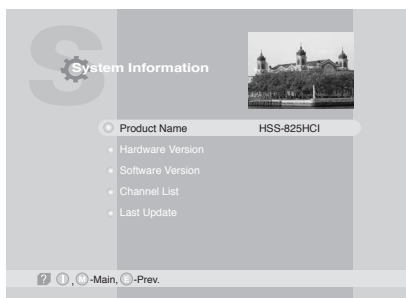 S
System Information
Product Name HSS-825HCI
Hardware Version
Software Version
Channel List
Last Update
? I , M -Main, E -Prev.